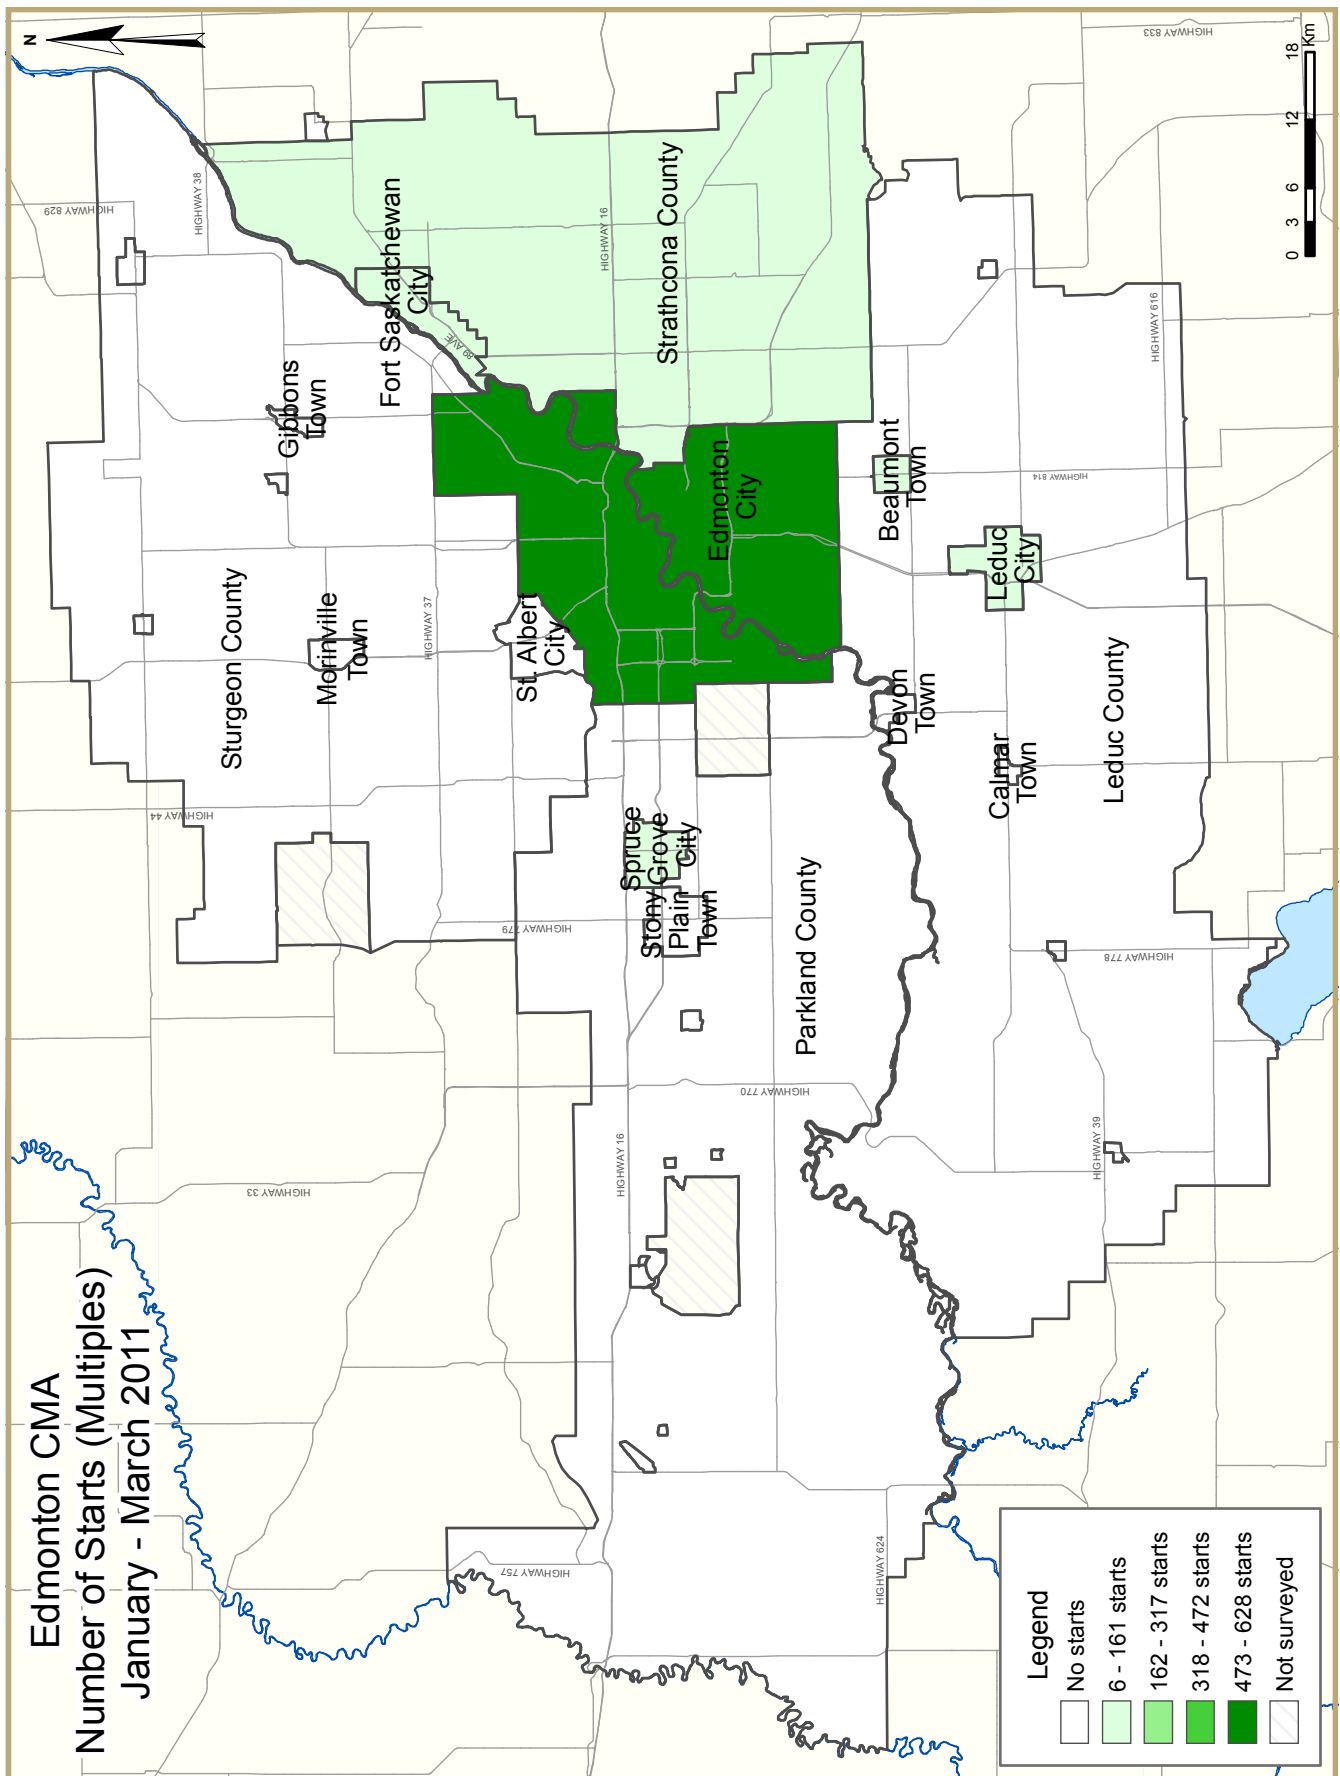 Edmonton CMA
Number of Starts (Multiples)
January - March 2011
N
HIGHWAY 829
HIGHWAY 38
HIGHWAY 44
HIGHWAY 37
HIGHWAY 779
HIGHWAY 33
HIGHWAY 757
HIGHWAY 16
HIGHWAY 16
HIGHWAY 770
HIGHWAY 624
HIGHWAY 39
HIGHWAY 778
HIGHWAY 814
HIGHWAY 616
HIGHWAY 833
89 AVE
Sturgeon County
Gibbons
Town
Morinville
Town
Fort Saskatchewan
City
St. Albert
City
Strathcona County
Edmonton
City
Spruce
Grove
City
Stony
Plain
Town
Parkland County
Beaumont
Town
Leduc
City
Devon
Town
Calmar
Town
Leduc County
Legend
No starts
6 - 161 starts
162 - 317 starts
318 - 472 starts
473 - 628 starts
Not surveyed
0 3 6 12 18
Km